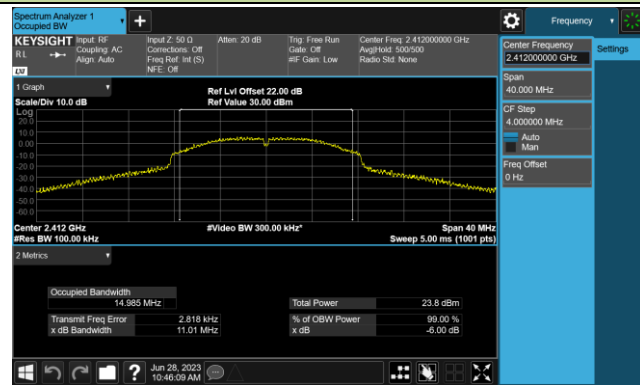 Spectrum Analyzer 1
Occupied BW
Frequency
KEYSIGHT
RL
LXI
Input: RF
Coupling: AC
Align: Auto
Input Z: 50 Ω
Corrections: Off
Freq Ref: Int (S)
NFE: Off
Atten: 20 dB
Trig: Free Run
Gate: Off
#IF Gain: Low
Center Freq: 2.412000000 GHz
Avg|Hold: 500/500
Radio Std: None
Center Frequency
2.412000000 GHz
Settings
Span
40.000 MHz
CF Step
4.000000 MHz
Auto
Man
Freq Offset
0 Hz
1 Graph
Scale/Div 10.0 dB
Ref Lvl Offset 22.00 dB
Ref Value 30.00 dBm
Log
20.0
10.0
0.00
-10.0
-20.0
-30.0
-40.0
-50.0
-60.0
Center 2.412 GHz
#Res BW 100.00 kHz
#Video BW 300.00 kHz*
Span 40 MHz
Sweep 5.00 ms (1001 pts)
2 Metrics
Occupied Bandwidth
14.985 MHz
Total Power 23.8 dBm
Transmit Freq Error 2.818 kHz
% of OBW Power 99.00 %
x dB Bandwidth 11.01 MHz
x dB -6.00 dB
?
Jun 28, 2023
10:46:09 AM